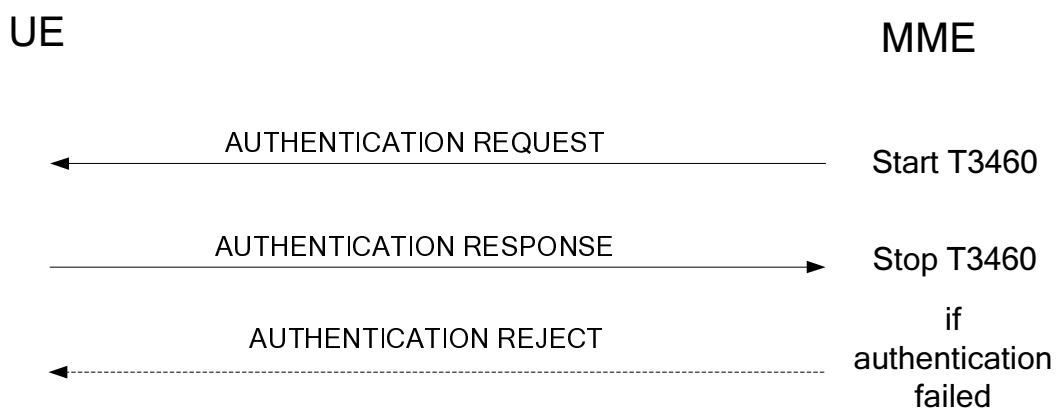 UE
MME
AUTHENTICATION REQUEST
Start T3460
AUTHENTICATION RESPONSE
Stop T3460
AUTHENTICATION REJECT
if
authentication
failed